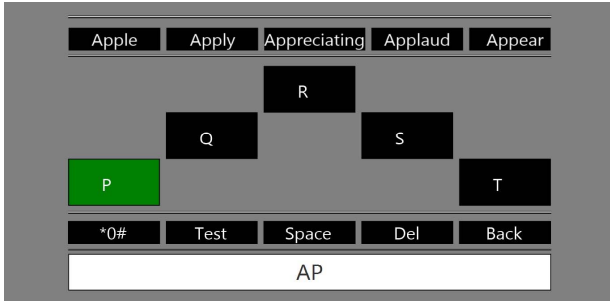 Apple Apply Appreciating Applaud Appear
R
Q S
P T
*0# Test Space Del Back
AP